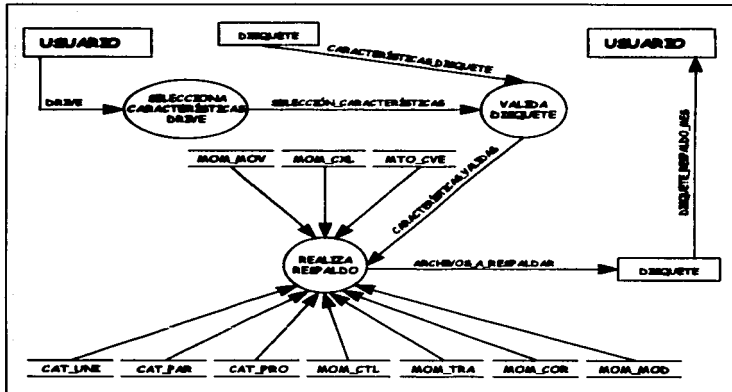 USUARIO
DISQUETE
USUARIO
CARACTERÍSTICAS_DISQUETE
DRIVE
SELECCIONA
CARACTERÍSTICAS
DRIVE
SELECCIÓN_CARACTERÍSTICAS
VALIDA
DISQUETE
DISQUETE_RESPALDO_MES
MOM_MOV
MOM_CXL
MTO_CVE
CARACTERÍSTICAS_VALIDAS
REALIZA
RESPALDO
ARCHIVOS_A_RESPALDAR
DISQUETE
CAT_UNE
CAT_PAR
CAT_PRO
MOM_CTL
MOM_TRA
MOM_COR
MOM_MOD